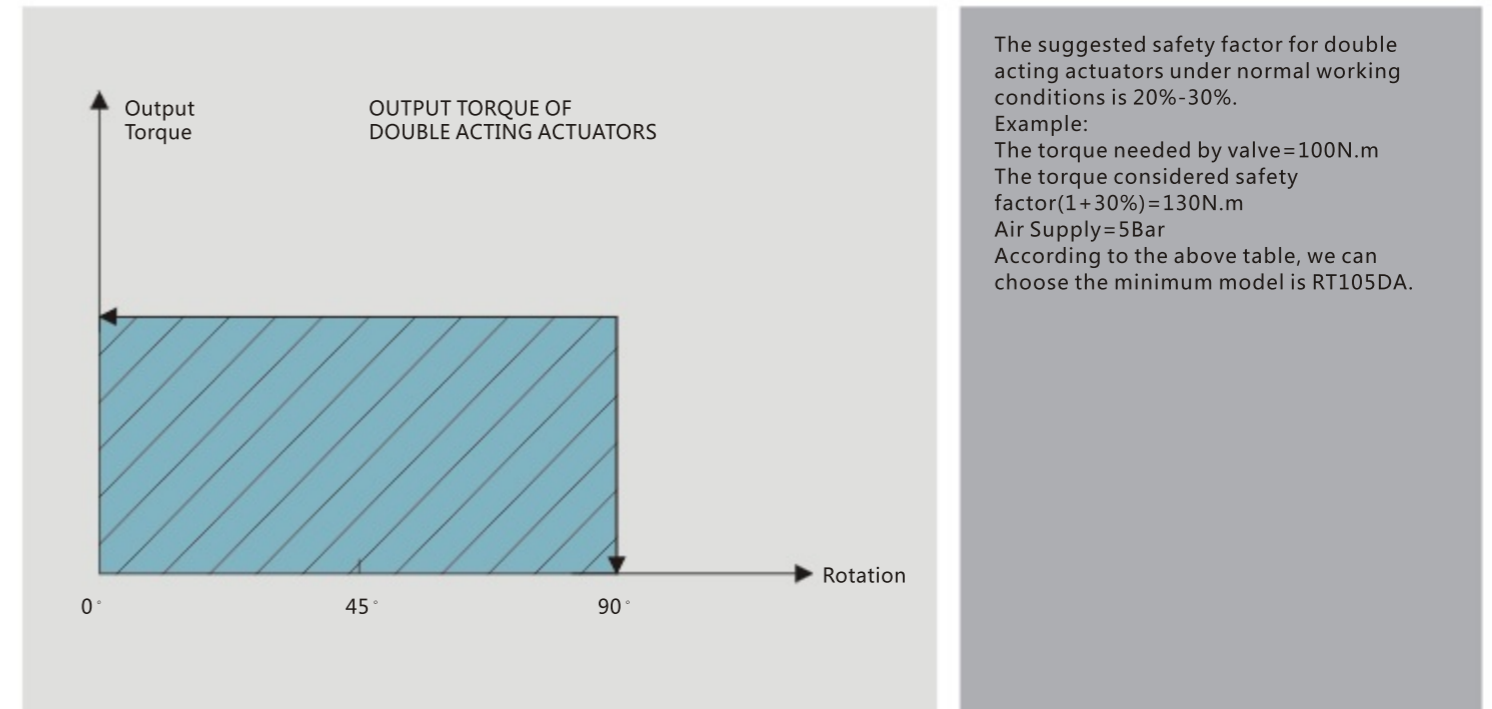 Output
Torque
OUTPUT TORQUE OF
DOUBLE ACTING ACTUATORS
Rotation
0°
45°
90°
The suggested safety factor for double
acting actuators under normal working
conditions is 20%-30%.
Example:
The torque needed by valve=100N.m
The torque considered safety
factor(1+30%)=130N.m
Air Supply=5Bar
According to the above table, we can
choose the minimum model is RT105DA.